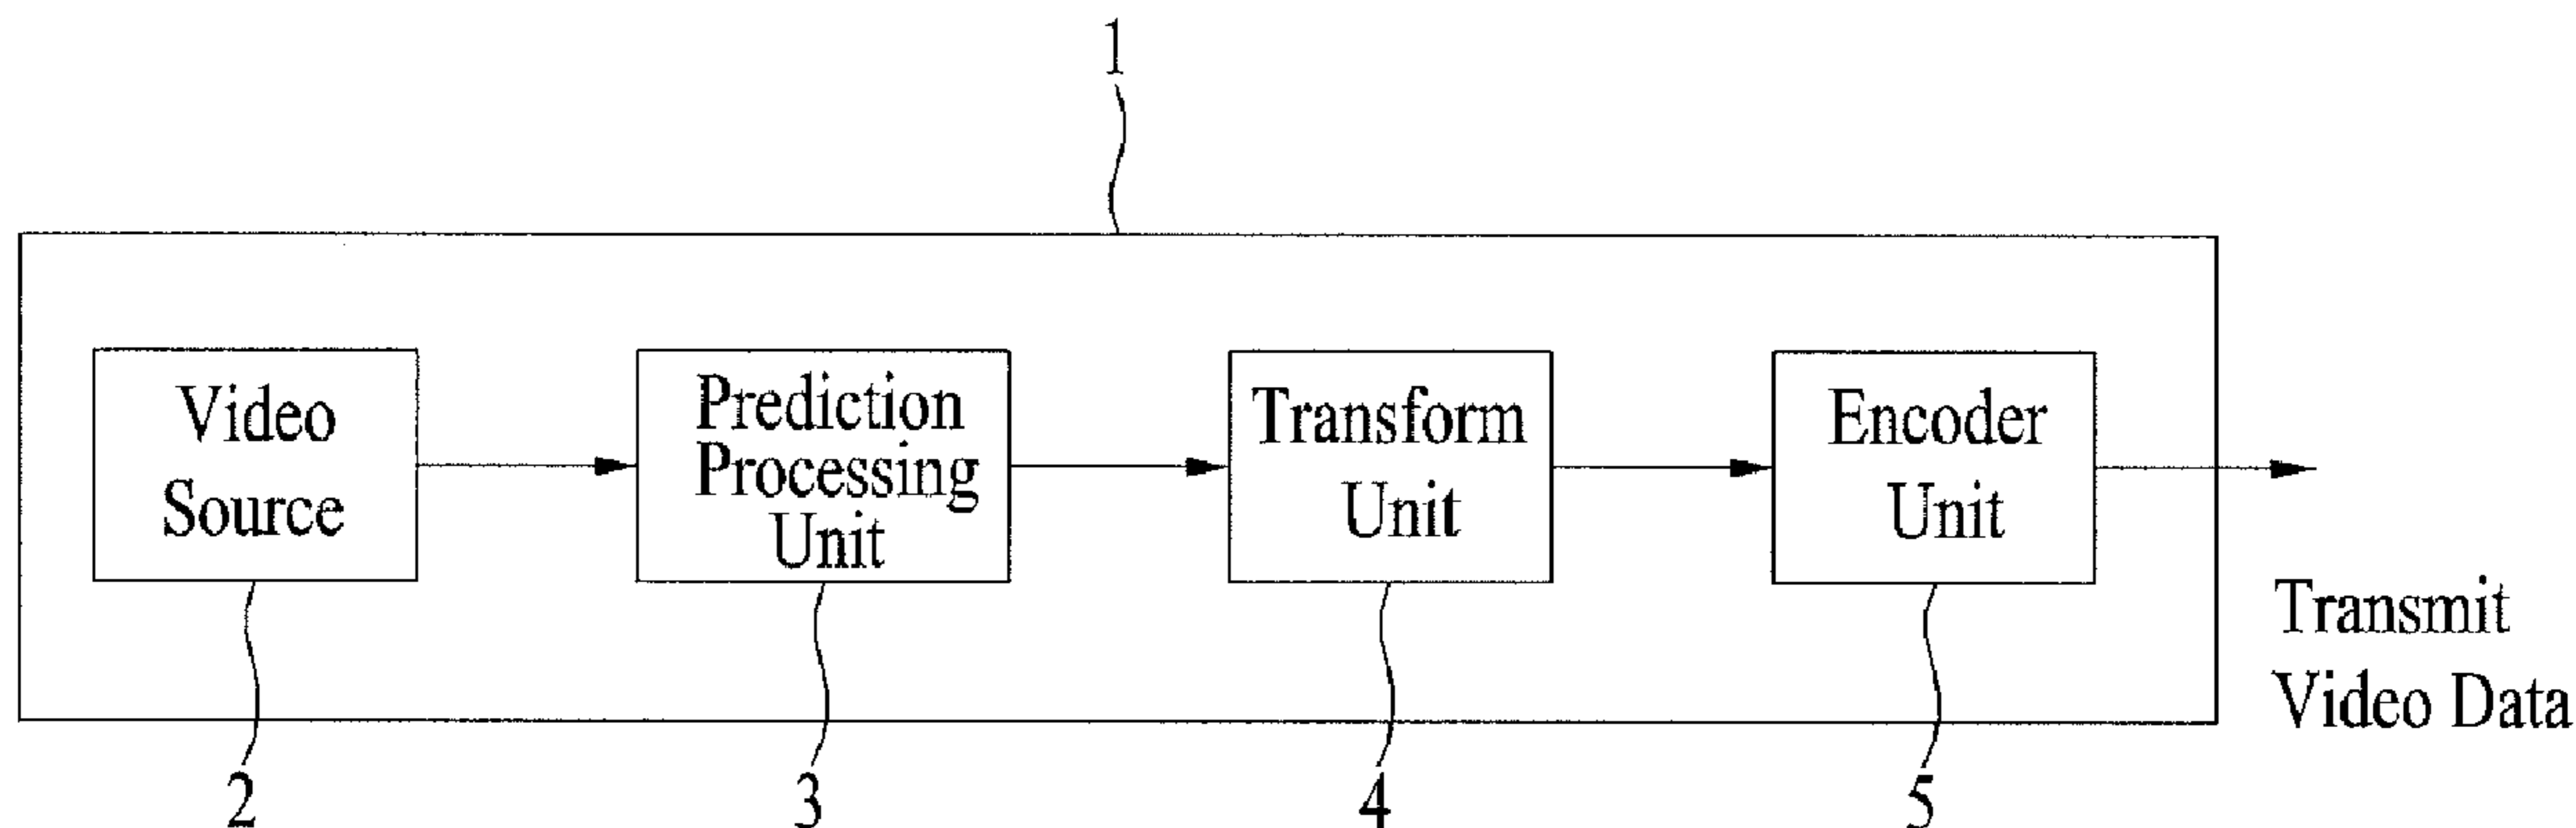 1
Video
Source
Prediction
Processing
Unit
Transform
Unit
Encoder
Unit
Transmit
Video Data
2
3
4
5